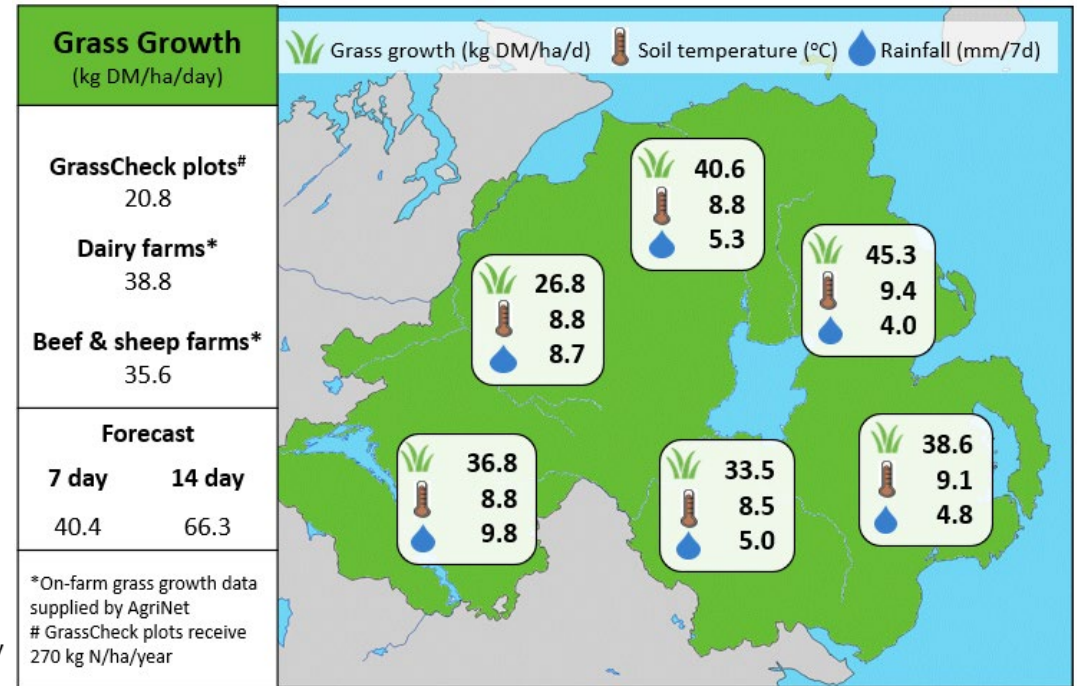 Grass Growth
(kg DM/ha/day)
GrassCheck plots#
20.8
Dairy farms*
38.8
Beef & sheep farms*
35.6
Forecast
7 day 14 day
40.4 66.3
*On-farm grass growth data
supplied by AgriNet
# GrassCheck plots receive
270 kg N/ha/year
Grass growth (kg DM/ha/d) Soil temperature (°C) Rainfall (mm/7d)
40.6
8.8
5.3
45.3
9.4
4.0
26.8
8.8
8.7
36.8
8.8
9.8
33.5
8.5
5.0
38.6
9.1
4.8